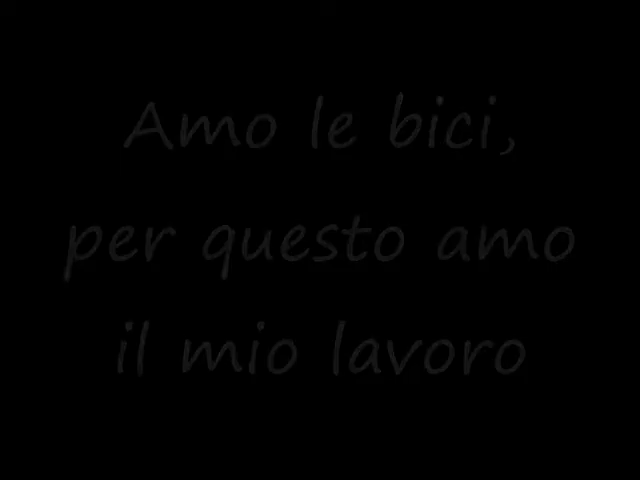 Amo le bici,
per questo amo
il mio lavoro